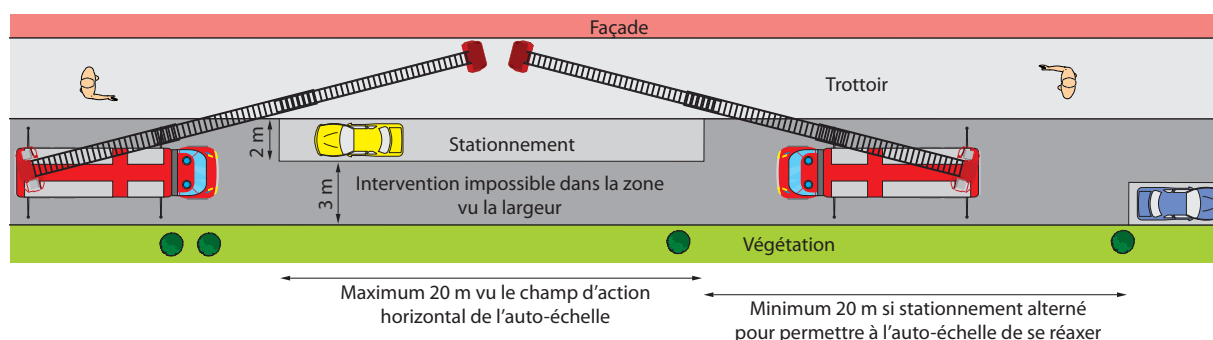 Façade
Trottoir
2 m
Stationnement
3 m
Intervention impossible dans la zone
vu la largeur
Végétation
Maximum 20 m vu le champ d’action
horizontal de l’auto-échelle
Minimum 20 m si stationnement alterné
pour permettre à l’auto-échelle de se réaxer